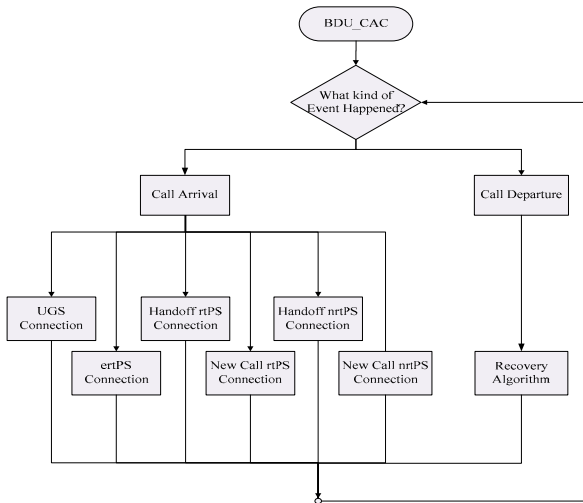 BDU_CAC
What kind of
Event Happened?
Call Arrival
Call Departure
UGS
Connection
Handoff rtPS
Connection
Handoff nrtPS
Connection
ertPS
Connection
New Call rtPS
Connection
New Call nrtPS
Connection
Recovery
Algorithm